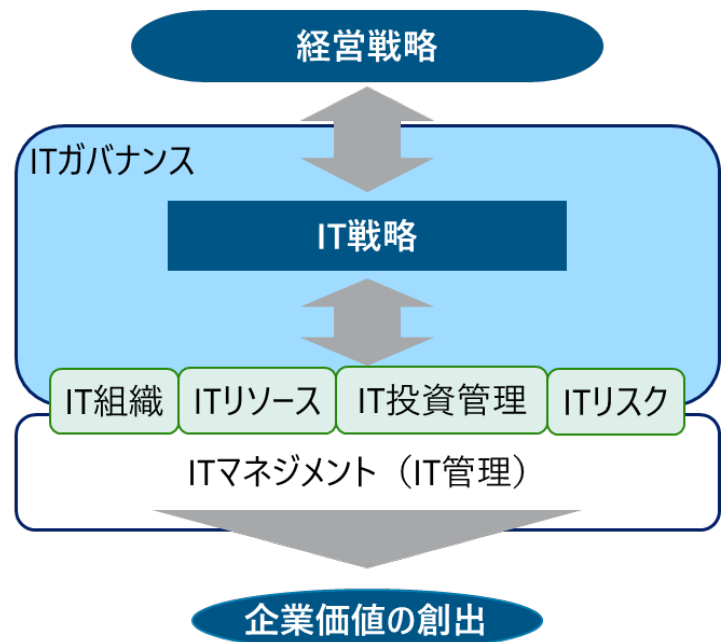 経営戦略
ITガバナンス
IT戦略
IT組織
ITリソース
IT投資管理
ITリスク
ITマネジメント（IT管理）
企業価値の創出